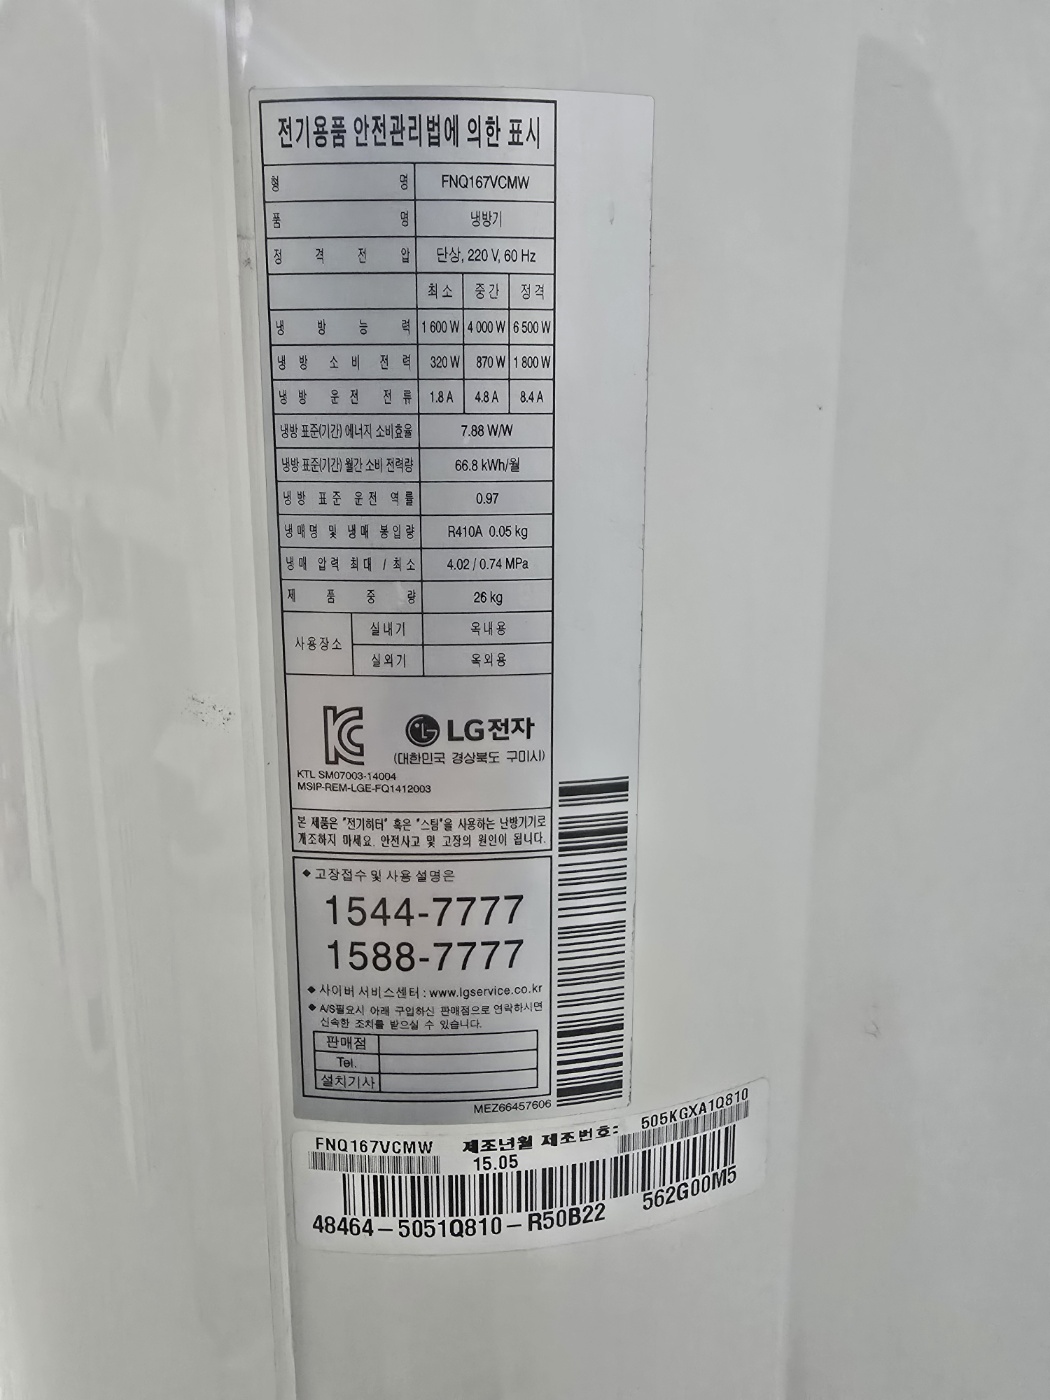 전기용품 안전관리법에 의한 표시
형 명 FNQ167VCMW
품 명 냉방기
정 격 전 압 단상, 220 V, 60 Hz
최소 중간 정격
냉 방 능 력 1 600 W 4 000 W 6 500 W
냉 방 소 비 전 력 320 W 870 W 1 800 W
냉 방 운 전 전 류 1.8 A 4.8 A 8.4 A
냉방 표준(기간) 에너지 소비효율 7.88 W/W
냉방 표준(기간) 월간 소비 전력량 66.8 kWh/월
냉 방 표 준 운 전 역 률 0.97
냉 매 명 및 냉 매 봉 입 량 R410A 0.05 kg
냉 매 압 력 최 대 / 최 소 4.02 / 0.74 MPa
제 품 중 량 26 kg
사용장소 실내기 옥내용
실외기 옥외용
LG전자
(대한민국 경상북도 구미시)
KTL SM07003-14004
MSIP-REM-LGE-FQ1412003
본 제품은 "전기히터" 혹은 "스팀"을 사용하는 난방기기로
개조하지 마세요. 안전사고 및 고장의 원인이 됩니다.
◆ 고장접수 및 사용 설명은
1544-7777
1588-7777
◆ 사이버 서비스센터 : www.lgservice.co.kr
◆ A/S필요시 아래 구입하신 판매점으로 연락하시면
신속한 조치를 받으실 수 있습니다.
판매점
Tel.
설치기사
MEZ66457606
FNQ167VCMW 제조년월 제조번호: 505KGXA1Q810
15.05
48464-5051Q810-R50B22 562G00M5